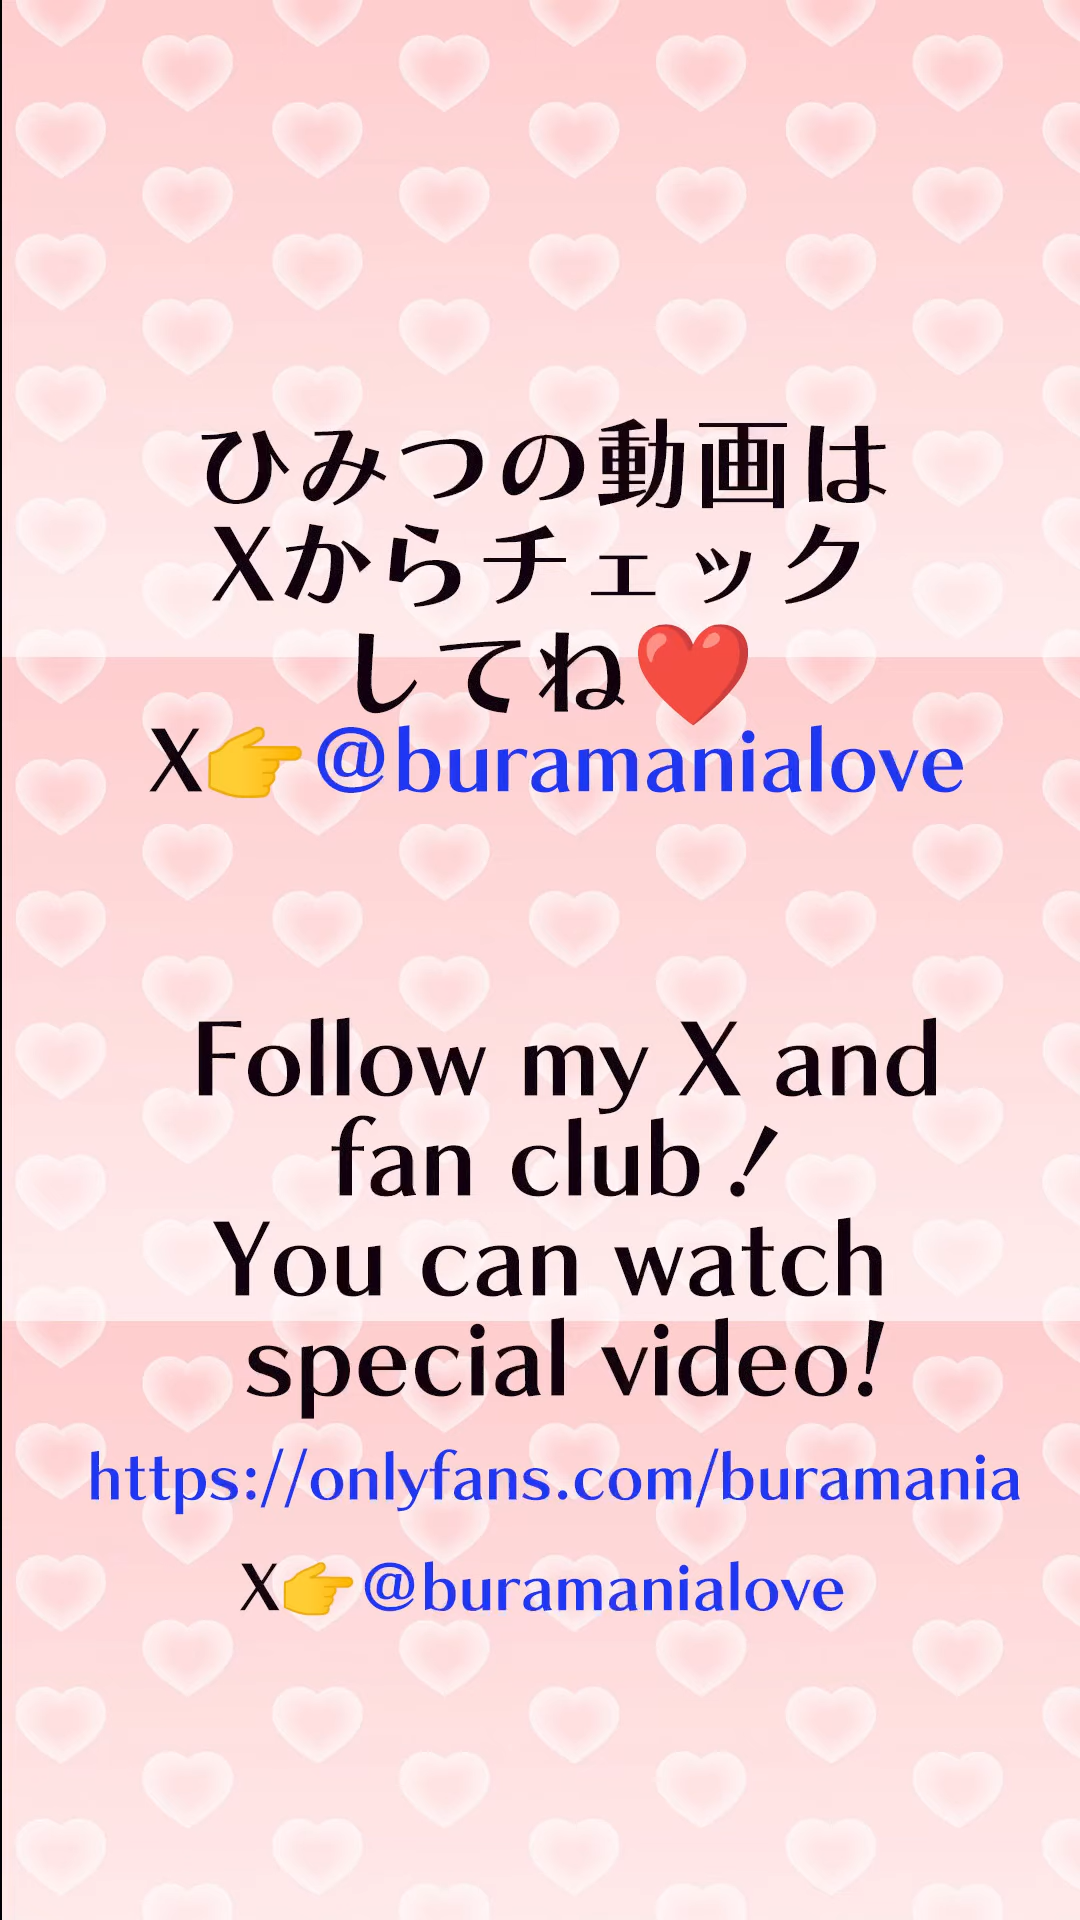 ひみつの動画は
Xからチェック
してね❤️
X👉@buramanialove
Follow my X and
fan club！
You can watch
special video!
https://onlyfans.com/buramania
X👉@buramanialove